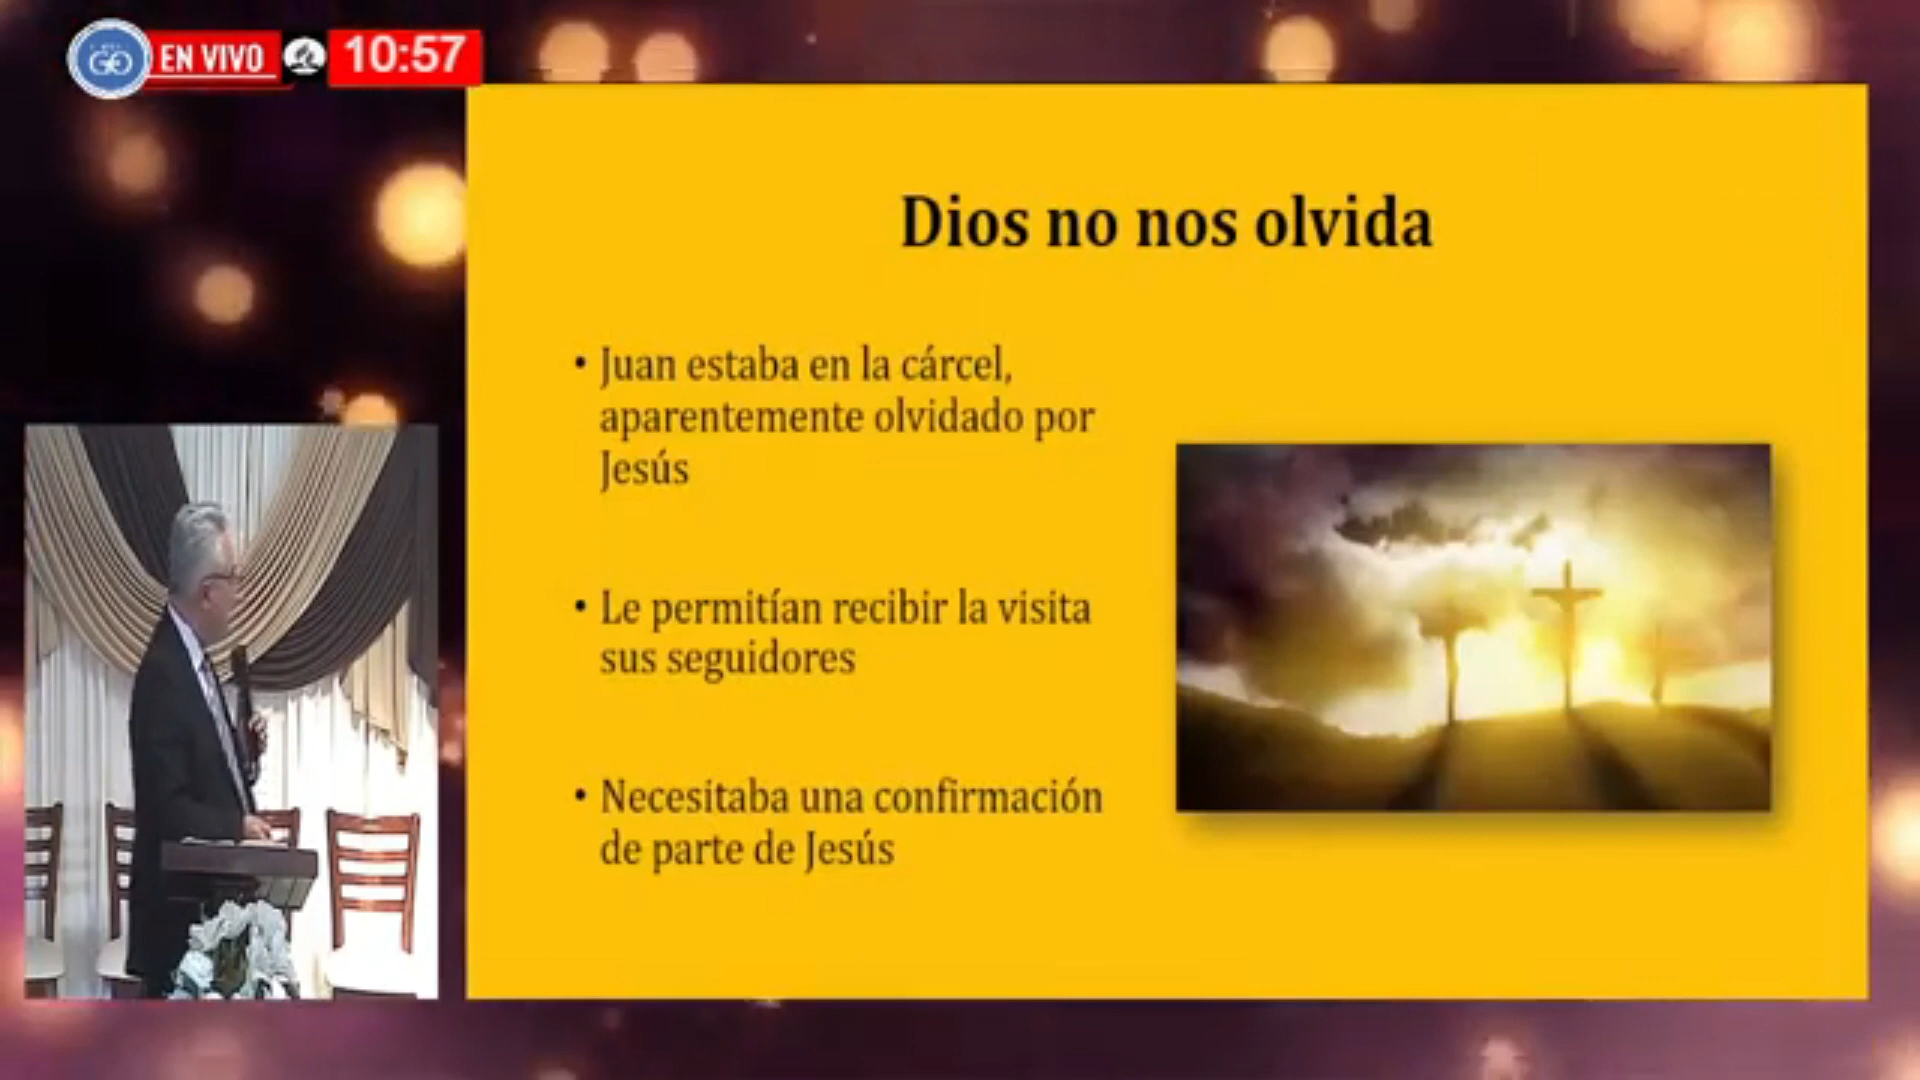 EN VIVO
10:57
Dios no nos olvida
• Juan estaba en la cárcel,
aparentemente olvidado por
Jesús
• Le permitían recibir la visita
sus seguidores
• Necesitaba una confirmación
de parte de Jesús